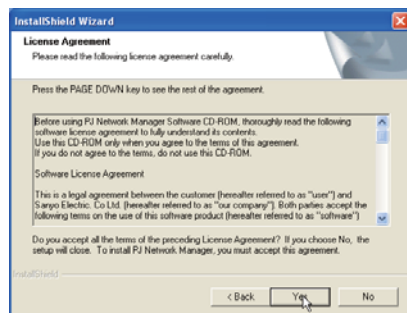 InstallShield Wizard
License Agreement
Please read the following license agreement carefully.
Press the PAGE DOWN key to see the rest of the agreement.
Before using PJ Network Manager Software CD-ROM, thoroughly read the following
software license agreement to fully understand its contents.
Use this CD-ROM only when you agree to the terms of this agreement.
If you do not agree to the terms, do not use this CD-ROM.
Software License Agreement
This is a legal agreement between the customer (hereafter referred to as "user") and
Sanyo Electric. Co Ltd. (hereafter referred to as "our company"). Both parties accept the
following terms on the use of this software product (hereafter referred to as "software")
Do you accept all the terms of the preceding License Agreement? If you choose No, the
setup will close. To install PJ Network Manager, you must accept this agreement.
InstallShield
< Back Yes No